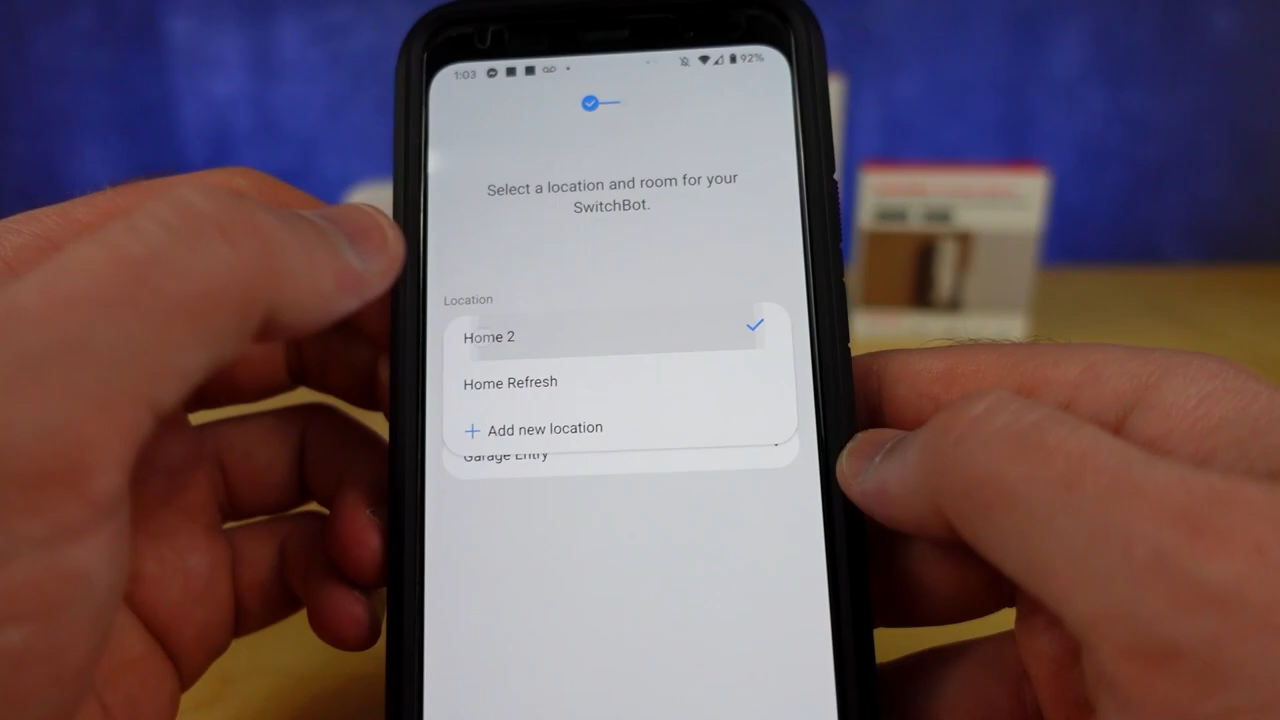 1:03
92%
Select a location and room for your
SwitchBot.
Location
Home 2
Home Refresh
+ Add new location
Garage Entry